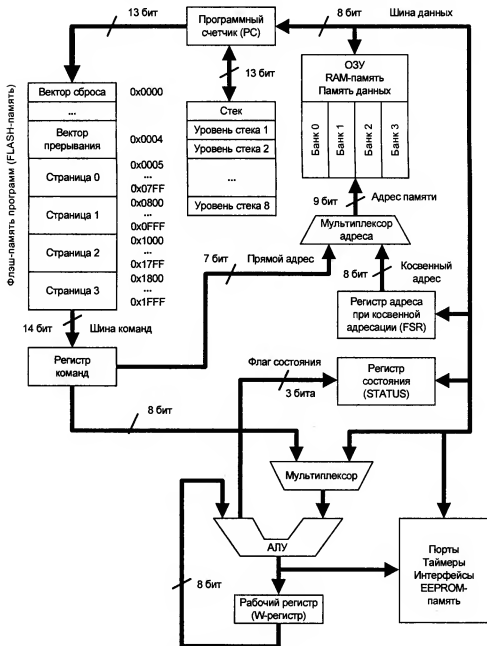 13 бит
Программный
счетчик (PC)
8 бит
Шина данных
13 бит
Флэш-память программ (FLASH-память)
Вектор сброса
0x0000
...
Вектор
прерывания
0x0004
0x0005
Страница 0
...
0x07FF
0x0800
Страница 1
...
0x0FFF
0x1000
Страница 2
...
0x17FF
0x1800
Страница 3
...
0x1FFF
Стек
Уровень стека 1
Уровень стека 2
...
Уровень стека 8
ОЗУ
RAM-память
Память данных
Банк 0
Банк 1
Банк 2
Банк 3
9 бит
Адрес памяти
Мультиплексор
адреса
7 бит
Прямой адрес
8 бит
Косвенный
адрес
Регистр адреса
при косвенной
адресации (FSR)
14 бит
Шина команд
Регистр
команд
Флаг состояния
3 бита
Регистр
состояния
(STATUS)
8 бит
Мультиплексор
АЛУ
8 бит
Рабочий регистр
(W-регистр)
Порты
Таймеры
Интерфейсы
EEPROM-
память